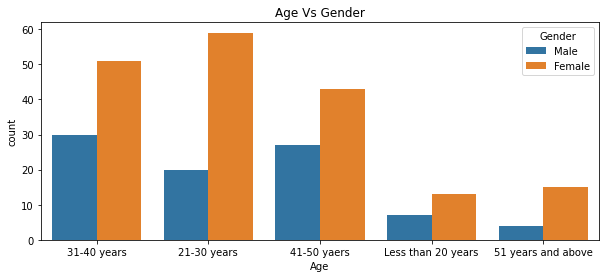 Age Vs Gender
Gender
Male
Female
60
50
40
30
20
10
0
count
31-40 years 21-30 years 41-50 yaers Less than 20 years 51 years and above
Age